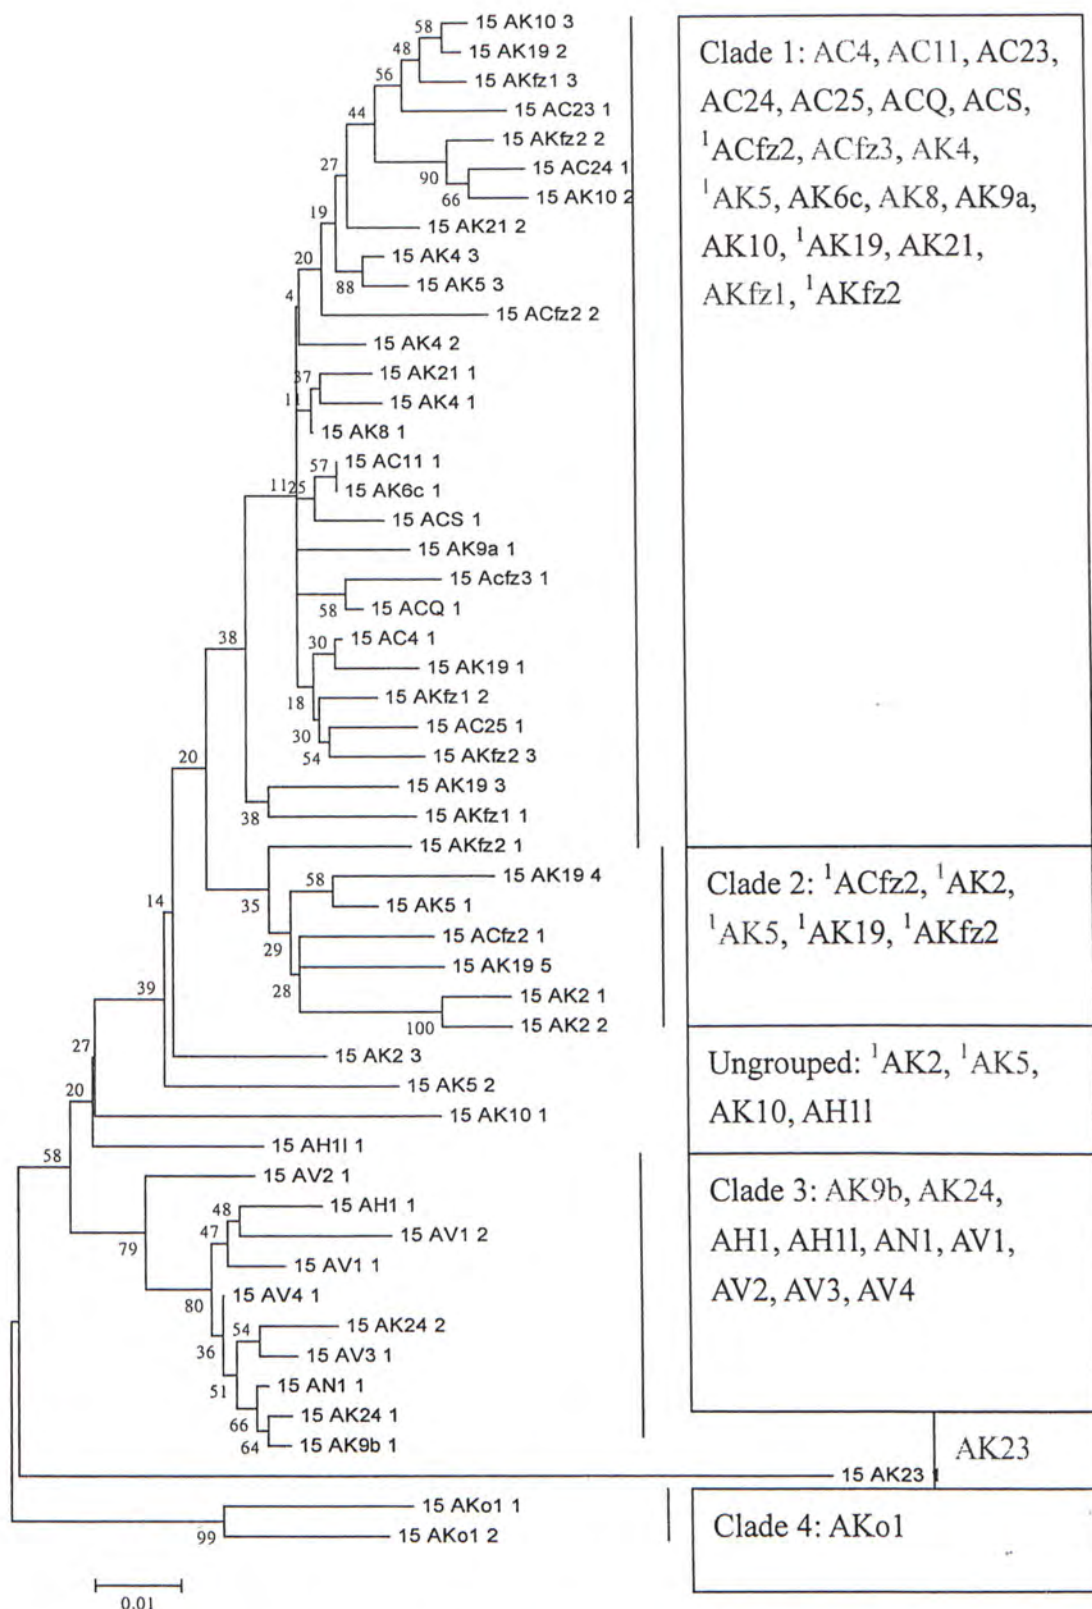 58 15 AK10 3
48 15 AK19 2
56 15 AKfz1 3
44 15 AC23 1
15 AKfz2 2
27 90 15 AC24 1
66 15 AK10 2
19 15 AK21 2
20 15 AK4 3
4 88 15 AK5 3
15 ACfz2 2
15 AK4 2
37 15 AK21 1
11 15 AK4 1
15 AK8 1
57 15 AC11 1
11 25 15 AK6c 1
15 ACS 1
15 AK9a 1
15 Acfz3 1
58 15 ACQ 1
38 30 15 AC4 1
15 AK19 1
18 15 AKfz1 2
30 15 AC25 1
20 54 15 AKfz2 3
15 AK19 3
38 15 AKfz1 1
15 AKfz2 1
58 15 AK19 4
14 35 15 AK5 1
29 15 ACfz2 1
15 AK19 5
39 28 15 AK2 1
100 15 AK2 2
27 15 AK2 3
20 15 AK5 2
15 AK10 1
58 15 AH1l 1
15 AV2 1
48 15 AH1 1
79 47 15 AV1 2
15 AV1 1
80 15 AV4 1
54 15 AK24 2
36 15 AV3 1
51 15 AN1 1
66 15 AK24 1
64 15 AK9b 1
15 AK23 1
15 AKo1 1
99 15 AKo1 2
0.01
Clade 1: AC4, AC11, AC23,
AC24, AC25, ACQ, ACS,
¹ACfz2, ACfz3, AK4,
¹AK5, AK6c, AK8, AK9a,
AK10, ¹AK19, AK21,
AKfz1, ¹AKfz2
Clade 2: ¹ACfz2, ¹AK2,
¹AK5, ¹AK19, ¹AKfz2
Ungrouped: ¹AK2, ¹AK5,
AK10, AH1l
Clade 3: AK9b, AK24,
AH1, AH1l, AN1, AV1,
AV2, AV3, AV4
AK23
Clade 4: AKo1